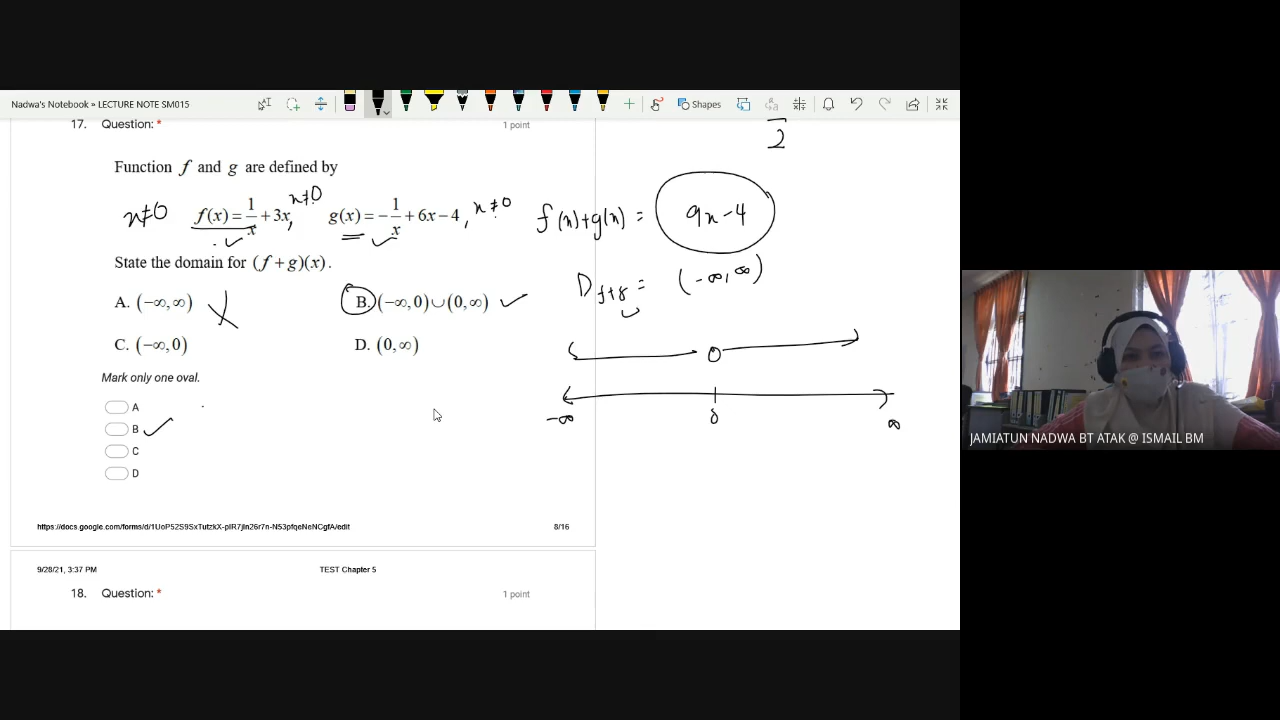 Nadwa's Notebook » LECTURE NOTE SM015
Shapes
17. Question: *
1 point
2
Function f and g are defined by
x≠0 f(x) = 1/x + 3x, x≠0 g(x) = -1/x + 6x - 4, x≠0
f(x)+g(x) = 9x-4
State the domain for (f + g)(x).
D f+g = (-∞, ∞)
A. (-∞,∞)
B. (-∞,0)∪(0,∞)
C. (-∞,0)
D. (0,∞)
Mark only one oval.
A
B
C
D
-∞ 0 ∞
JAMIATUN NADWA BT ATAK @ ISMAIL BM
https://docs.google.com/forms/d/1UoP52S9SxTutzkX-pIR7jln26r7n-N53pfqeNeNCgfA/edit
8/16
9/28/21, 3:37 PM
TEST Chapter 5
18. Question: *
1 point